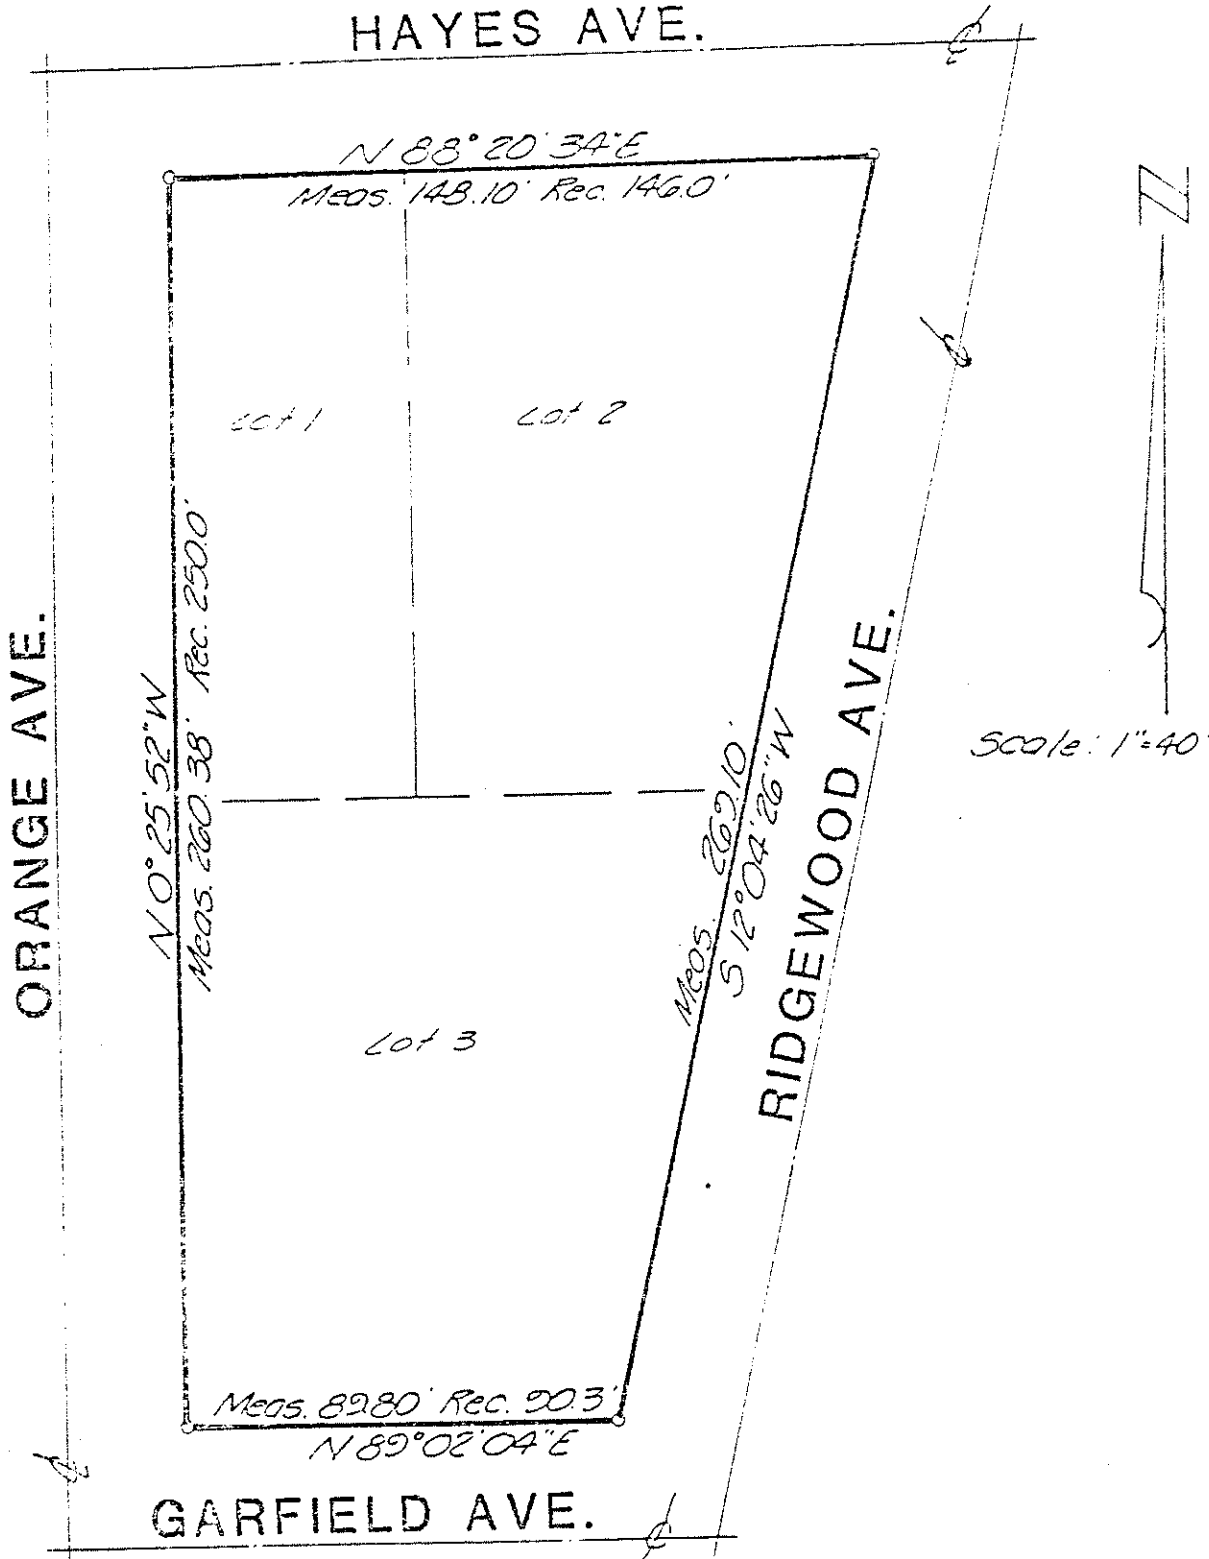 HAYES AVE.
N 88° 20' 34" E
Meas. 148.10' Rec. 146.0'
N
Lot 1
Lot 2
Rec. 250.0'
ORANGE AVE.
N 0° 25' 52" W
Meas. 260.38'
Meas. 269.10'
S 12° 04' 26" W
RIDGEWOOD AVE.
Scale: 1"=40'
Lot 3
Meas. 89.80' Rec. 90.3'
N 89° 02' 04" E
GARFIELD AVE.